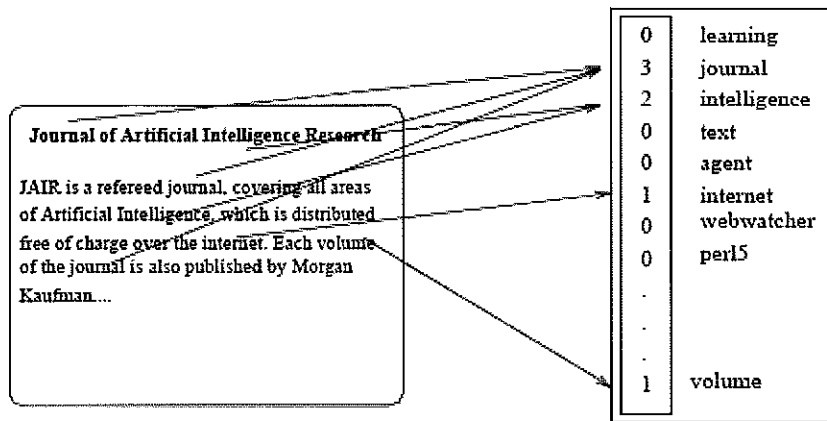 Journal of Artificial Intelligence Research
JAIR is a refereed journal, covering all areas
of Artificial Intelligence, which is distributed
free of charge over the internet. Each volume
of the journal is also published by Morgan
Kaufman....
0 learning
3 journal
2 intelligence
0 text
0 agent
1 internet
0 webwatcher
0 perl5
.
.
.
1 volume